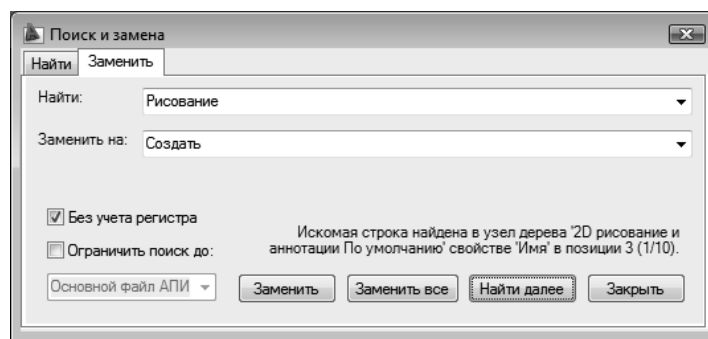 Поиск и замена
Найти Заменить
Найти: Рисование
Заменить на: Создать
Без учета регистра
Искомая строка найдена в узел дерева '2D рисование и
Ограничить поиск до: аннотации По умолчанию' свойстве 'Имя' в позиции 3 (1/10).
Основной файл АПИ Заменить Заменить все Найти далее Закрыть